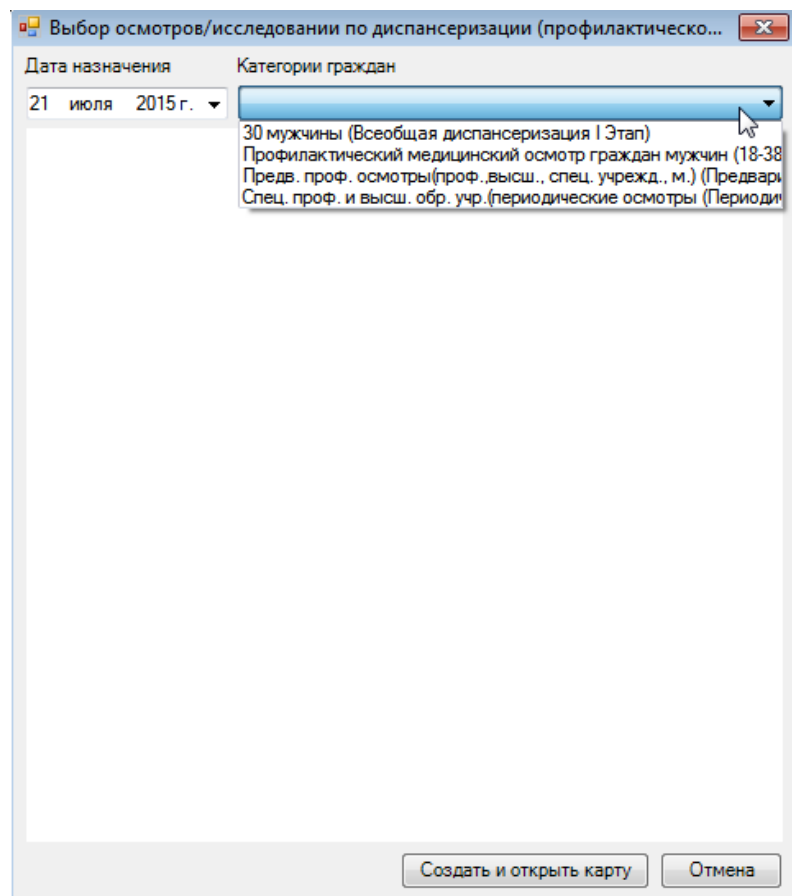 Выбор осмотров/исследовании по диспансеризации (профилактическо...
Дата назначения Категории граждан
21 июля 2015 г.
30 мужчины (Всеобщая диспансеризация I Этап)
Профилактический медицинский осмотр граждан мужчин (18-38
Предв. проф. осмотры(проф.,высш., спец. учрежд., м.) (Предвари
Спец. проф. и высш. обр. учр.(периодические осмотры (Периодич
Создать и открыть карту Отмена